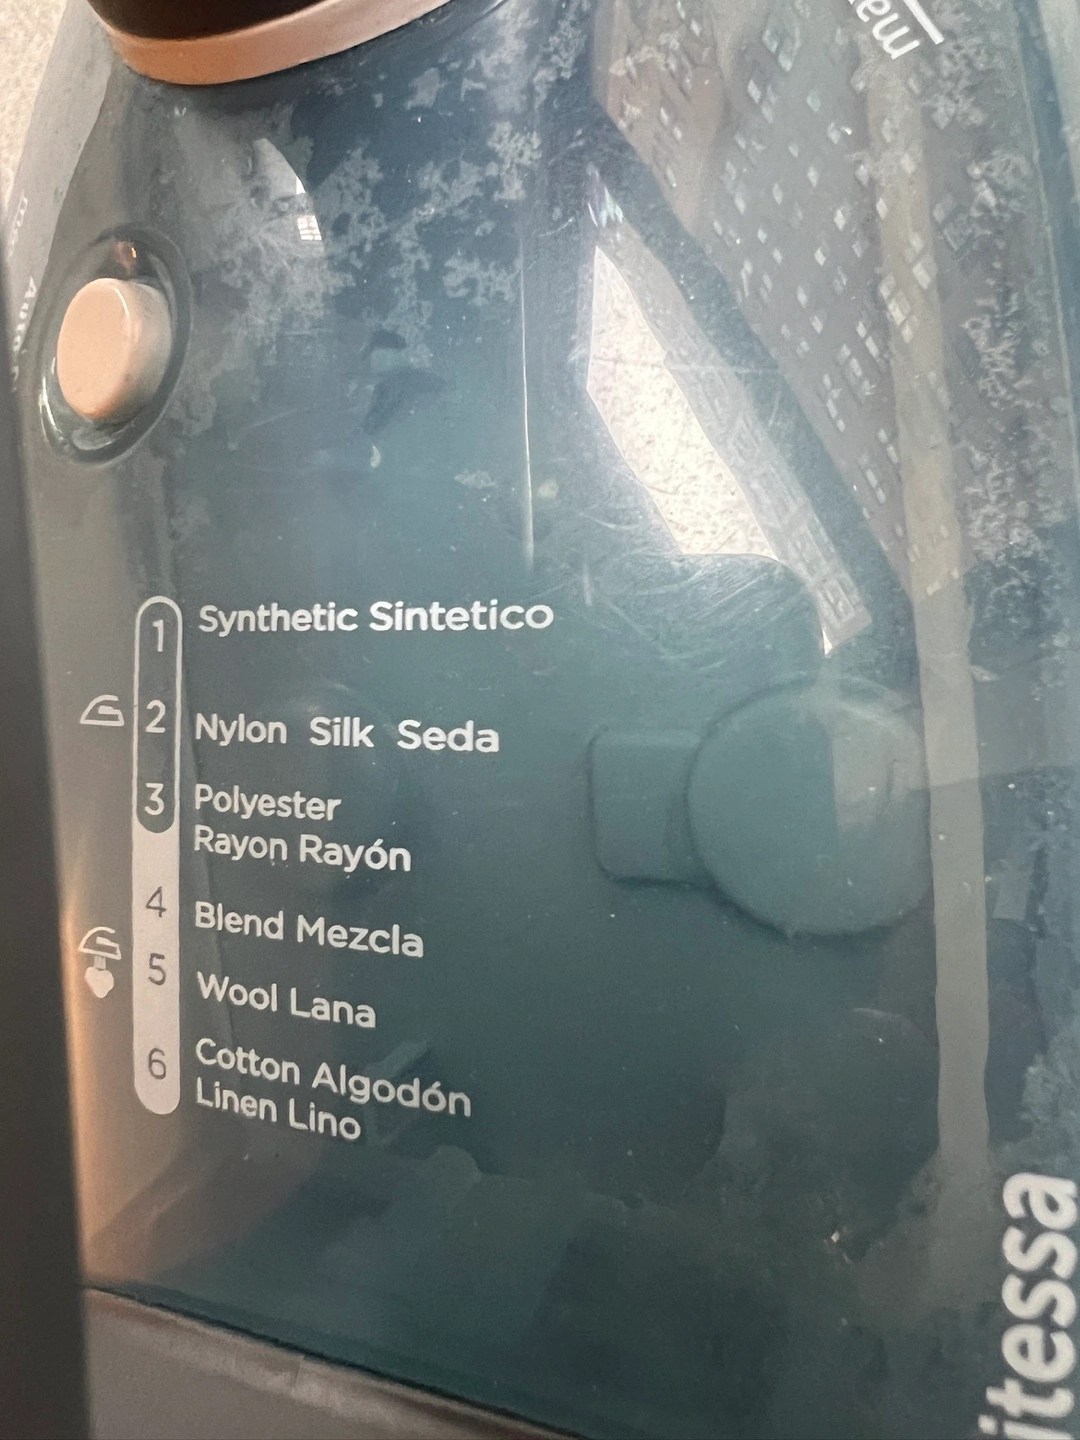 max
1 Synthetic Sintetico
2 Nylon Silk Seda
3 Polyester
Rayon Rayón
4 Blend Mezcla
5 Wool Lana
6 Cotton Algodón
Linen Lino
itessa